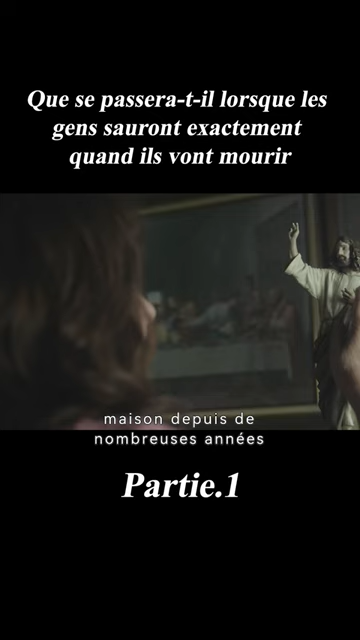 Que se passera-t-il lorsque les
gens sauront exactement
quand ils vont mourir
maison depuis de
nombreuses années
Partie.1